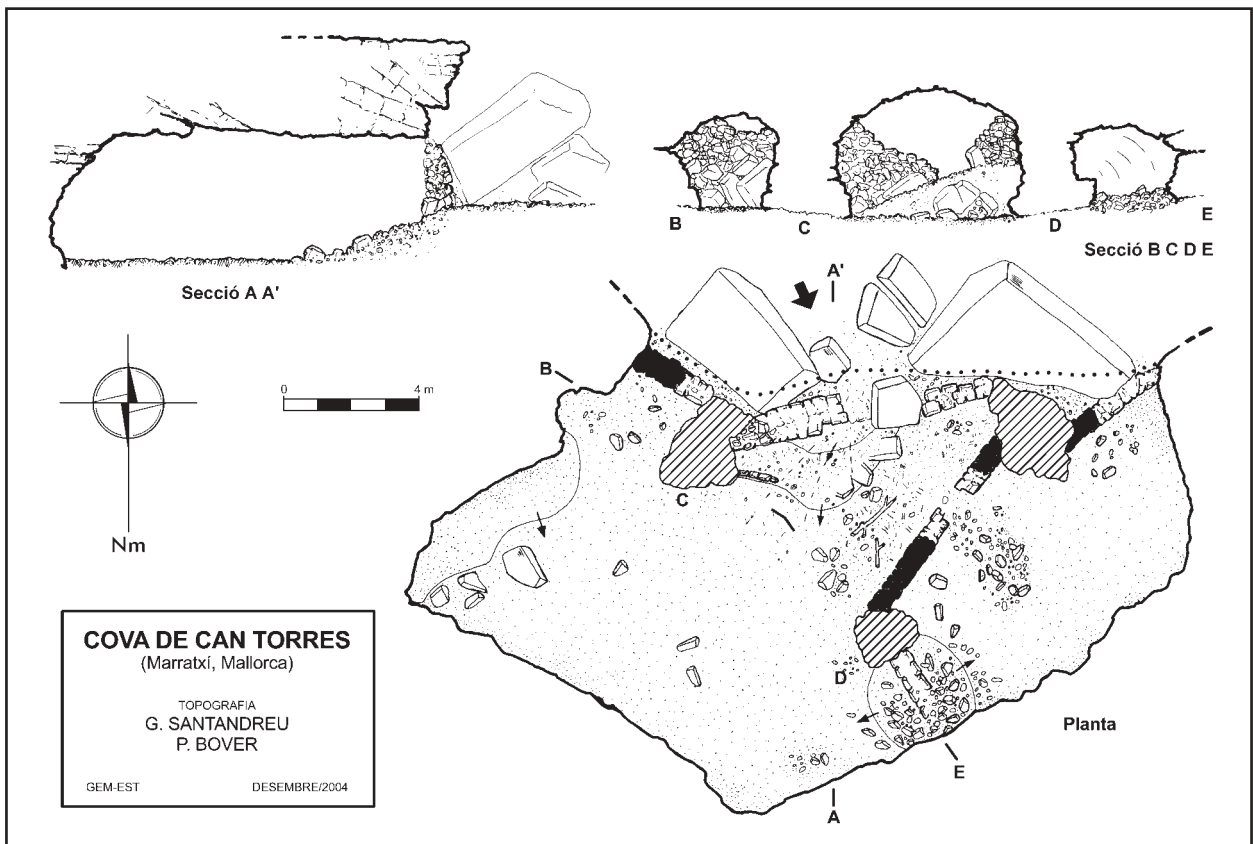 B
C
D
E
Secció B C D E
Secció A A'
A'
B
0
4 m
C
Nm
D
E
A
Planta
COVA DE CAN TORRES
(Marratxí, Mallorca)
TOPOGRAFIA
G. SANTANDREU
P. BOVER
GEM-EST DESEMBRE/2004